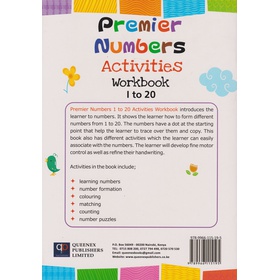 Premier
Numbers
Activities
Workbook
1 to 20
Premier Numbers 1 to 20 Activities Workbook introduces the
learner to numbers. It shows the learner how to form different
numbers from 1 to 20. The numbers have a dot at the starting
point that help the learner to trace over them and copy. This
book also has different activities which the learner can easily
associate with the numbers. The learner will develop fine motor
control as well as refine their handwriting.
Activities in the book include;
learning numbers
number formation
colouring
matching
counting
number puzzles
QUEENEX
PUBLISHERS
LIMITED